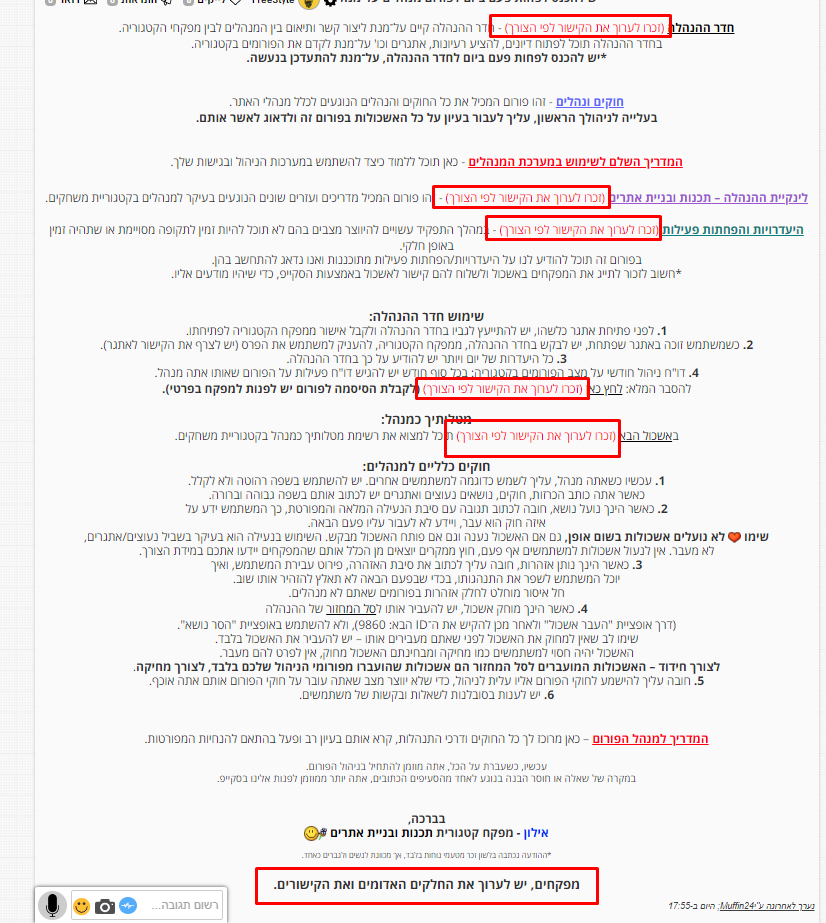 FreeStyle
חדר ההנהלה (זכרו לערוך את הקישור לפי הצורך) - חדר ההנהלה קיים על־מנת ליצור קשר ותיאום בין המנהלים לבין מפקחי הקטגוריה.
בחדר ההנהלה תוכל לפתוח דיונים, להציע רעיונות, אתגרים וכו' על־מנת לקדם את הפורומים בקטגוריה.
*יש להכנס לפחות פעם ביום לחדר ההנהלה, על־מנת להתעדכן בנעשה.
חוקים ונהלים - זהו פורום המכיל את כל החוקים והנהלים הנוגעים לכלל מנהלי האתר.
בעלייה לניהולך הראשון, עליך לעבור בעיון על כל האשכולות בפורום זה ולדאוג לאשר אותם.
המדריך השלם לשימוש במערכת המנהלים - כאן תוכל ללמוד כיצד להשתמש במערכות הניהול ובגישות שלך.
לינקיית ההנהלה – תכנות ובניית אתרים (זכרו לערוך את הקישור לפי הצורך) - זהו פורום המכיל מדריכים ועזרים שונים הנוגעים בעיקר למנהלים בקטגוריית משחקים.
היעדרויות והפחתות פעילות (זכרו לערוך את הקישור לפי הצורך) - במהלך התפקיד עשויים להיווצר מצבים בהם לא תוכל להיות זמין לתקופה מסויימת או שתהיה זמין
באופן חלקי.
בפורום זה תוכל להודיע לנו על היעדרויות/הפחתות פעילות מתוכננות ואנו נדאג להתחשב בהן.
*חשוב לזכור לתייג את המפקחים באשכול ולשלוח להם קישור לאשכול באמצעות הסקייפ, כדי שיהיו מודעים אליו.
שימוש חדר ההנהלה:
1. לפני פתיחת אתגר כלשהו, יש להתייעץ לגביו בחדר ההנהלה ולקבל אישור ממפקח הקטגוריה לפתיחתו.
2. כשמשתמש זוכה באתגר שפתחת, יש לבקש בחדר ההנהלה, ממפקח הקטגוריה, להעניק למשתמש את הפרס (יש לצרף את הקישור לאתגר).
3. כל היעדרות של יום ויותר יש להודיע על כך בחדר ההנהלה.
4. דו"ח ניהול חודשי על מצב הפורומים בקטגוריה: בכל סוף חודש יש להגיש דו"ח פעילות על הפורום שאותו אתה מנהל.
להסבר המלא: לחץ כאן (זכרו לערוך את הקישור לפי הצורך) (לקבלת הסיסמה לפורום יש לפנות למפקח בפרטי).
מטלותיך כמנהל:
באשכול הבא (זכרו לערוך את הקישור לפי הצורך) תוכל למצוא את רשימת מטלותיך כמנהל בקטגוריית משחקים.
חוקים כלליים למנהלים:
1. עכשיו כשאתה מנהל, עליך לשמש כדוגמה למשתמשים אחרים. יש להשתמש בשפה רהוטה ולא לקלל.
כאשר אתה כותב הכרזות, חוקים, נושאים נעוצים ואתגרים יש לכתוב אותם בשפה גבוהה וברורה.
2. כאשר הינך נועל נושא, חובה לכתוב תגובה עם סיבת הנעילה המלאה והמפורטת, כך המשתמש ידע על
איזה חוק הוא עבר, ויידע לא לעבור עליו פעם הבאה.
שימו ❤ לא נועלים אשכולות בשום אופן, גם אם האשכול נענה וגם אם פותח האשכול מבקש. השימוש בנעילה הוא בעיקר בשביל נעוצים/אתגרים,
לא מעבר. אין לנעול אשכולות למשתמשים אף פעם, חוץ ממקרים יוצאים מן הכלל אותם שהמפקחים יידעו אתכם במידת הצורך.
3. כאשר הינך נותן אזהרות, חובה עליך לכתוב את סיבת האזהרה, פירוט עבירת המשתמש, ואיך
יוכל המשתמש לשפר את התנהגותו, בכדי שבפעם הבאה לא תאלץ להזהיר אותו שוב.
חל איסור מוחלט לחלק אזהרות בפורומים שאתם לא מנהלים.
4. כאשר הינך מוחק אשכול, יש להעביר אותו לסל המחזור של ההנהלה
(דרך אופציית "העבר אשכול" ולאחר מכן להקיש את ה־ID הבא: 9860), ולא להשתמש באופציית "הסר נושא".
שימו לב שאין למחוק את האשכול לפני שאתם מעבירים אותו – יש להעביר את האשכול בלבד.
האשכול יהיה חסוי למשתמשים כמו מחיקה ומבחינתם האשכול מחוק, אין לפרט להם מעבר.
לצורך חידוד – האשכולות המועברים לסל המחזור הם אשכולות שהועברו מפורומי הניהול שלכם בלבד, לצורך מחיקה.
5. חובה עליך להישמע לחוקי הפורום אליו עלית לניהול, כדי שלא יווצר מצב שאתה עובר על חוקי הפורום אותם אתה אוכף.
6. יש לענות בסובלנות לשאלות ובקשות של משתמשים.
המדריך למנהל הפורום – כאן מרוכז לך כל החוקים ודרכי התנהלות, קרא אותם בעיון רב ופעל בהתאם להנחיות המפורטות.
עכשיו, כשעברת על הכל, אתה מוזמן להתחיל בניהול הפורום.
במקרה של שאלה או חוסר הבנה בנוגע לאחד מהסעיפים הכתובים, אתה יותר ממוזמן לפנות אלינו בסקייפ.
בברכה,
אילון - מפקח קטגורית תכנות ובניית אתרים
*ההודעה נכתבה בלשון זכר מטעמי נוחות בלבד, אך מכוונת לנשים ולגברים כאחד.
מפקחים, יש לערוך את החלקים האדומים ואת הקישורים.
נערך לאחרונה ע"י Muffin24; היום ב-17:55
רשום תגובה...